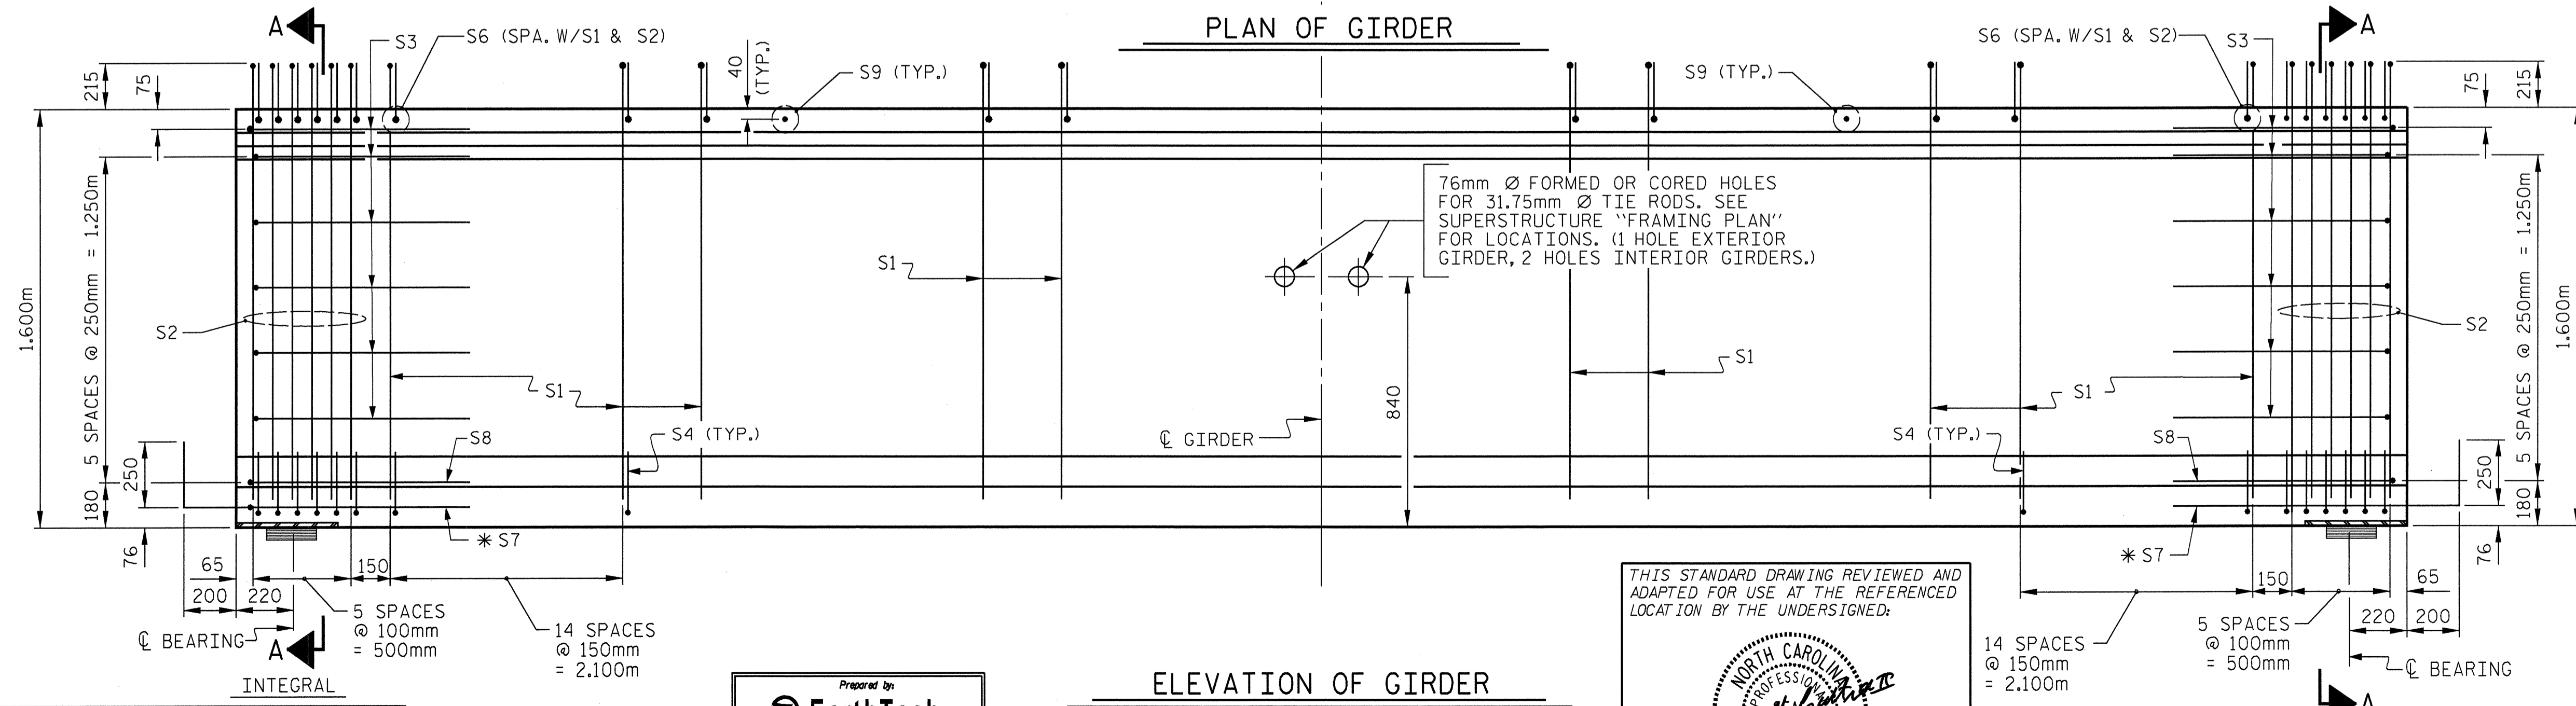 PLAN OF GIRDER
A
A
S3
S6 (SPA. W/S1 & S2)
40
(TYP.)
S9 (TYP.)
S9 (TYP.)
S6 (SPA. W/S1 & S2)
S3
215
75
75
215
76mm Ø FORMED OR CORED HOLES
FOR 31.75mm Ø TIE RODS. SEE
SUPERSTRUCTURE "FRAMING PLAN"
FOR LOCATIONS. (1 HOLE EXTERIOR
GIRDER, 2 HOLES INTERIOR GIRDERS.)
1.600m
5 SPACES @ 250mm = 1.250m
S2
S1
S1
S1
S1
S2
5 SPACES @ 250mm = 1.250m
1.600m
840
S8
S4 (TYP.)
℄ GIRDER
S4 (TYP.)
S8
250
180
76
* S7
* S7
250
180
76
65
150
200
220
5 SPACES
@ 100mm
= 500mm
14 SPACES
@ 150mm
= 2.100m
℄ BEARING
A
INTEGRAL
Prepared by:
EarthTech
ELEVATION OF GIRDER
THIS STANDARD DRAWING REVIEWED AND
ADAPTED FOR USE AT THE REFERENCED
LOCATION BY THE UNDERSIGNED:
NORTH CAROLINA
14 SPACES
@ 150mm
= 2.100m
5 SPACES
@ 100mm
= 500mm
150
65
220
200
℄ BEARING
A